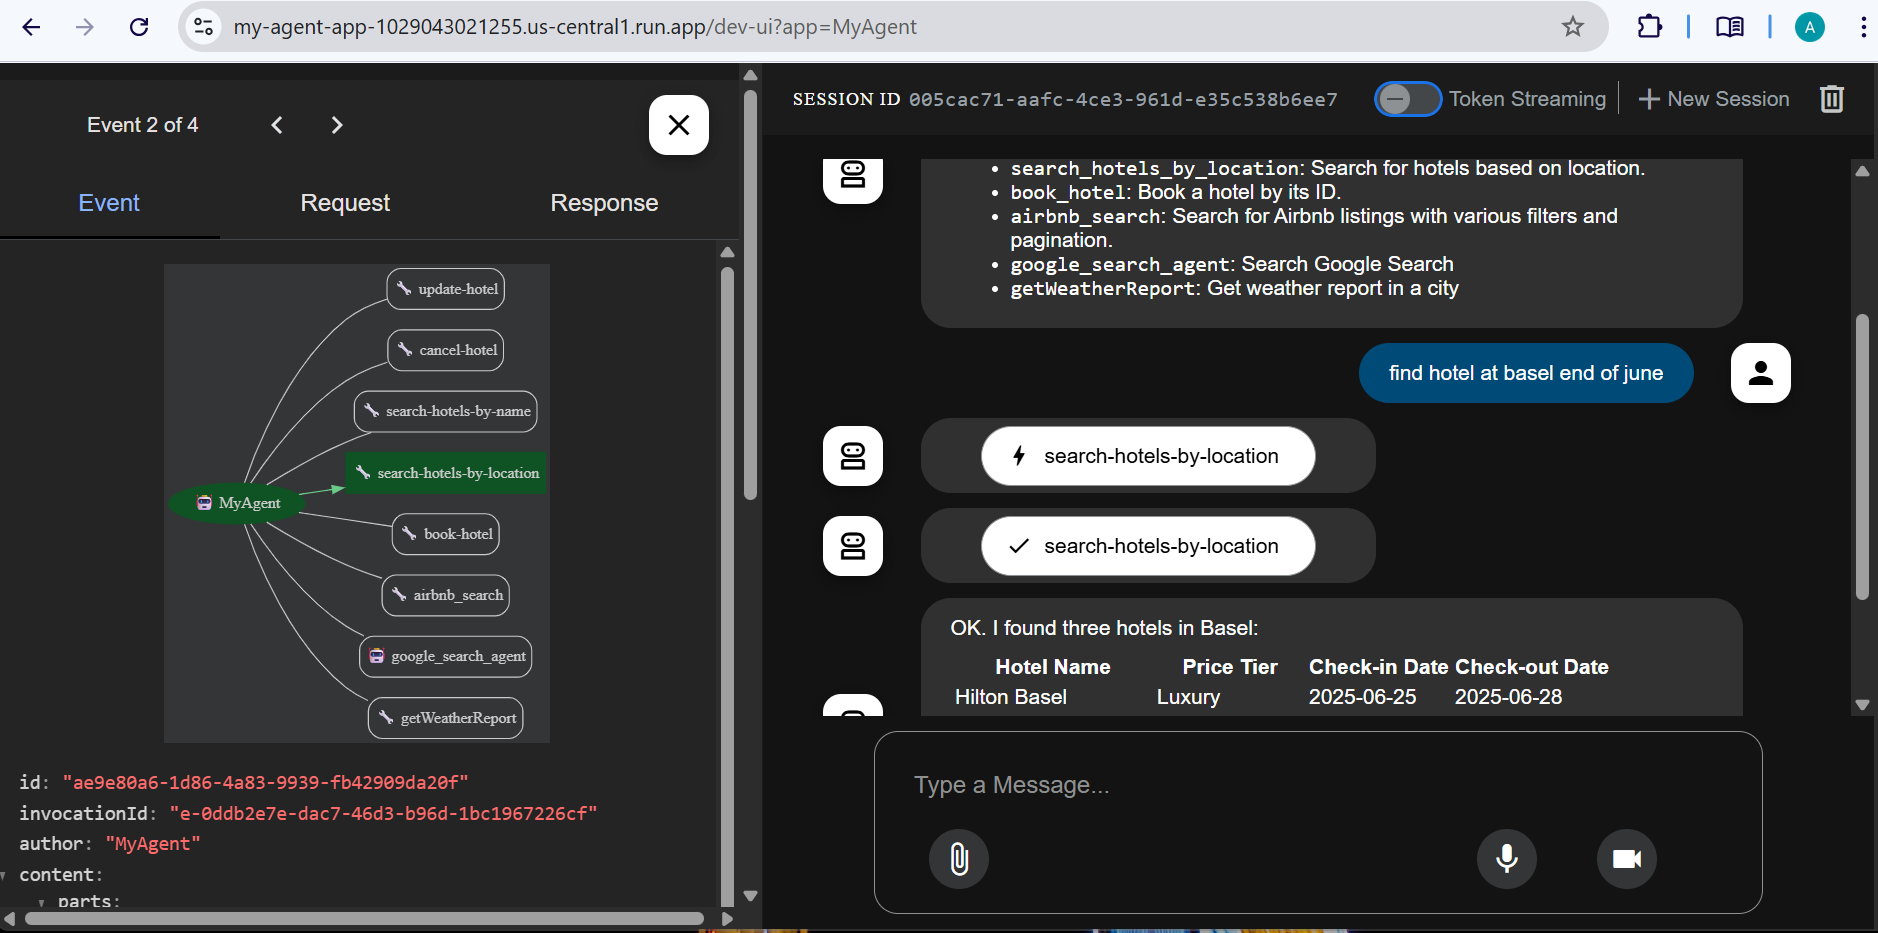 my-agent-app-1029043021255.us-central1.run.app/dev-ui?app=MyAgent
A
Event 2 of 4
Event
Request
Response
update-hotel
cancel-hotel
search-hotels-by-name
search-hotels-by-location
MyAgent
book-hotel
airbnb_search
google_search_agent
getWeatherReport
id: "ae9e80a6-1d86-4a83-9939-fb42909da20f"
invocationId: "e-0ddb2e7e-dac7-46d3-b96d-1bc1967226cf"
author: "MyAgent"
content:
parts:
SESSION ID 005cac71-aafc-4ce3-961d-e35c538b6ee7
Token Streaming
New Session
• search_hotels_by_location: Search for hotels based on location.
• book_hotel: Book a hotel by its ID.
• airbnb_search: Search for Airbnb listings with various filters and
pagination.
• google_search_agent: Search Google Search
• getWeatherReport: Get weather report in a city
find hotel at basel end of june
search-hotels-by-location
search-hotels-by-location
OK. I found three hotels in Basel:
Hotel Name Price Tier Check-in Date Check-out Date
Hilton Basel Luxury 2025-06-25 2025-06-28
Type a Message...